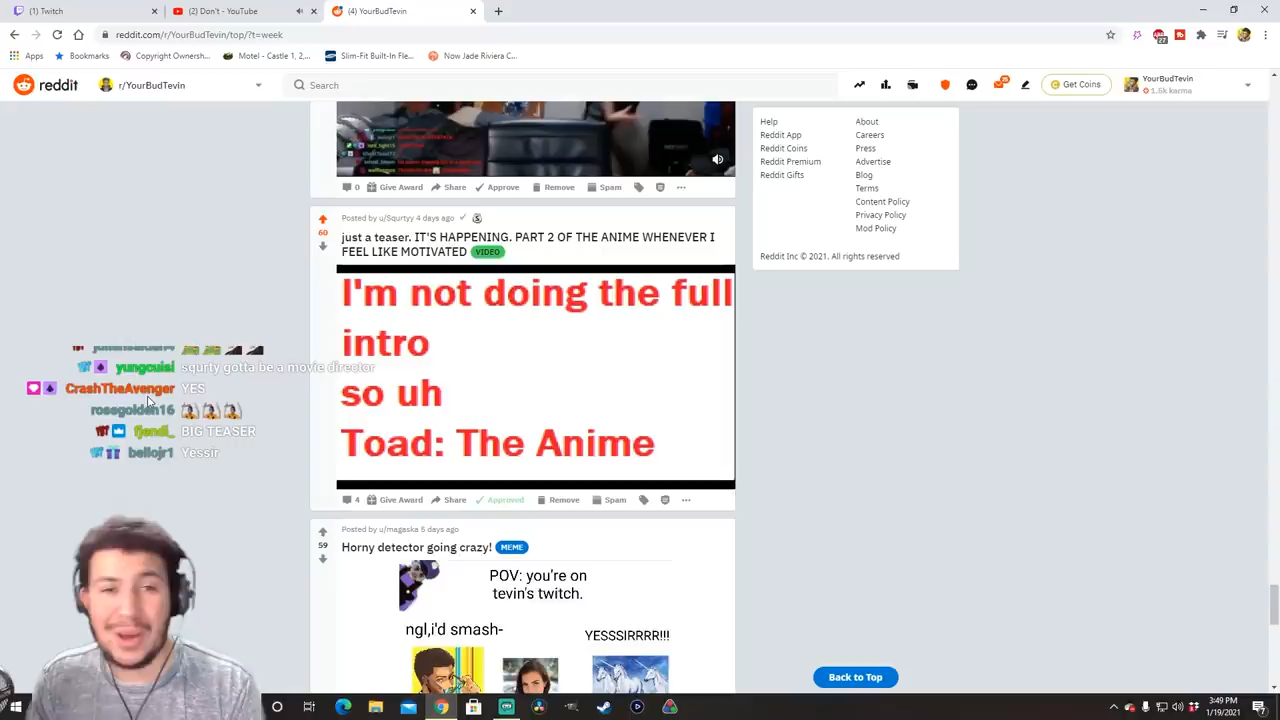 (1) Twitch
(2) Don't - YouTube
(4) YourBudTevin
reddit.com/r/YourBudTevin/top/?t=week
27
Apps
Bookmarks
Copyright Ownersh...
Motel - Castle 1, 2,...
Slim-Fit Built-In Fle...
Now Jade Riviera C...
reddit
r/YourBudTevin
Search
Get Coins
YourBudTevin
1.5k karma
0 Give Award Share Approve Remove Spam
Help
About
Reddit App
Careers
Reddit Coins
Press
Reddit Premium
Advertise
Reddit Gifts
Blog
Terms
Content Policy
Privacy Policy
Mod Policy
Reddit Inc © 2021. All rights reserved
Posted by u/Squrtyy 4 days ago
60
just a teaser. IT'S HAPPENING. PART 2 OF THE ANIME WHENEVER I
FEEL LIKE MOTIVATED VIDEO
I'm not doing the full
intro
so uh
Toad: The Anime
4 Give Award Share Approved Remove Spam
yungcuisi squrty gotta be a movie director
CrashTheAvenger YES
rosegolden16
fjendi_ BIG TEASER
bellojr1 Yessir
Posted by u/magaska 5 days ago
59
Horny detector going crazy! MEME
POV: you're on
tevin's twitch.
ngl,i'd smash-
YESSSIRRRR!!!
Back to Top
3:49 PM
1/19/2021